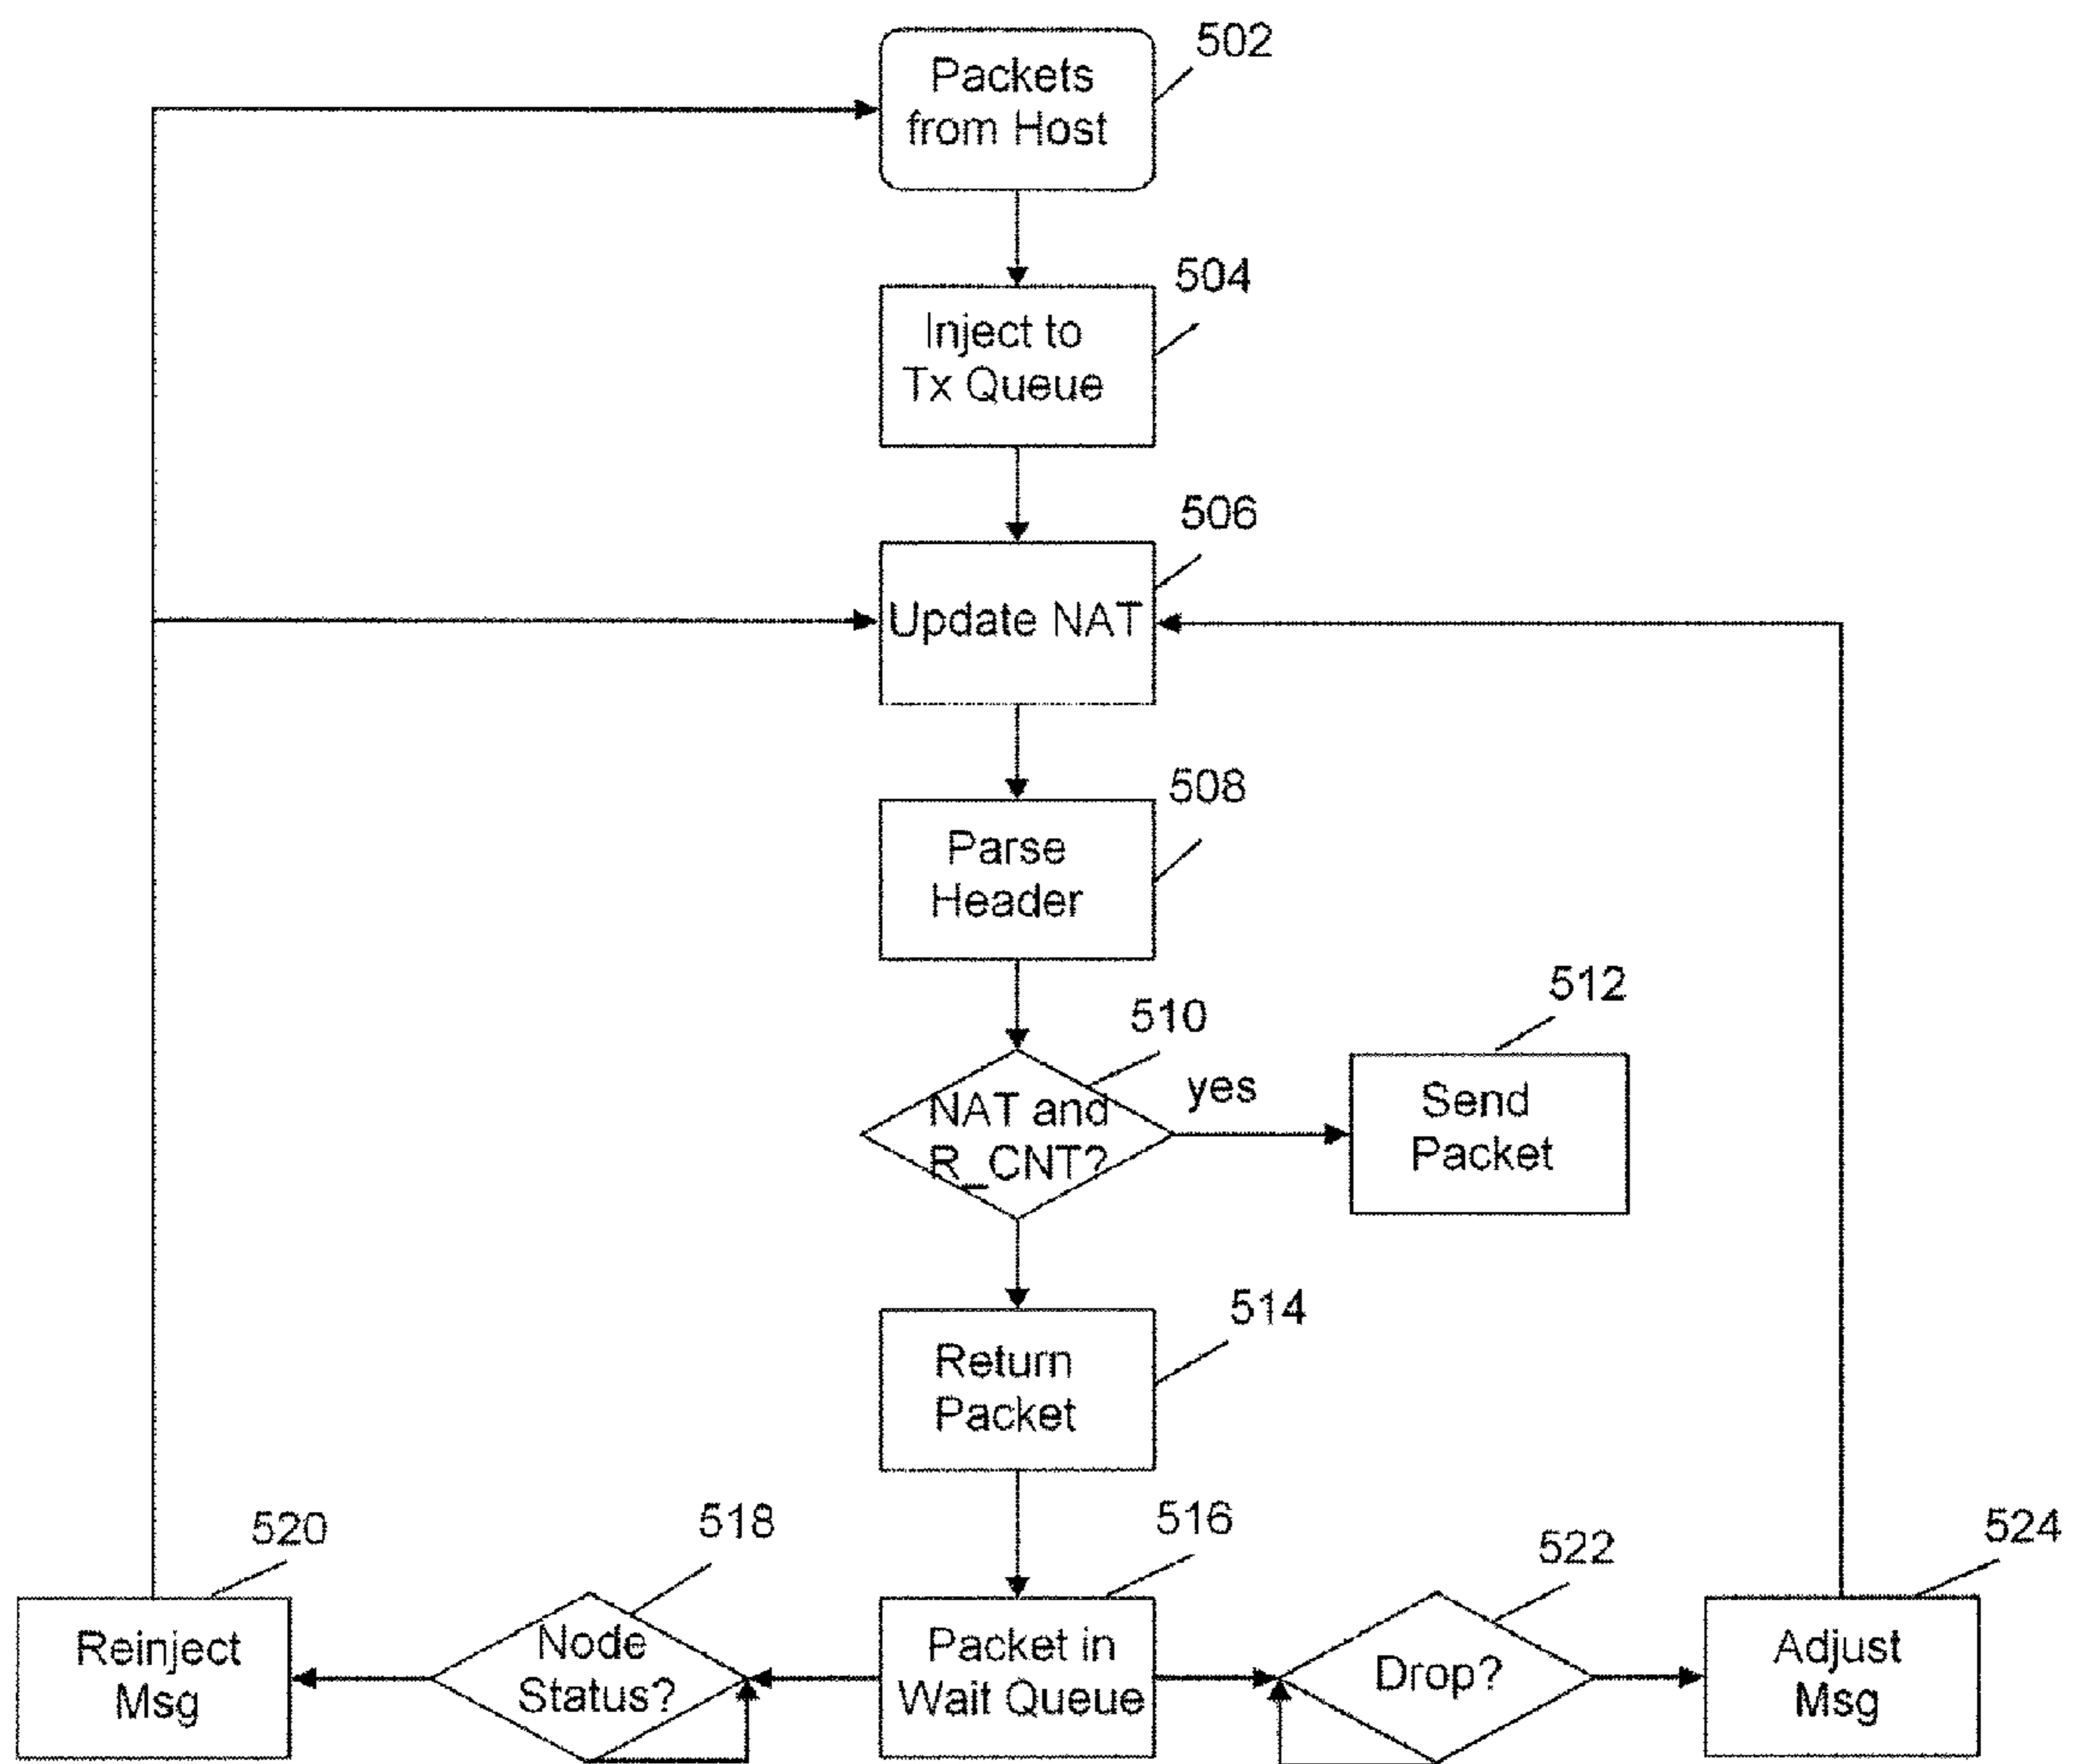 502
Packets
from Host
504
Inject to
Tx Queue
506
Update NAT
508
Parse
Header
510
NAT and
R_CNT?
yes
512
Send
Packet
514
Return
Packet
520
Reinject
Msg
518
Node
Status?
516
Packet in
Wait Queue
522
Drop?
524
Adjust
Msg